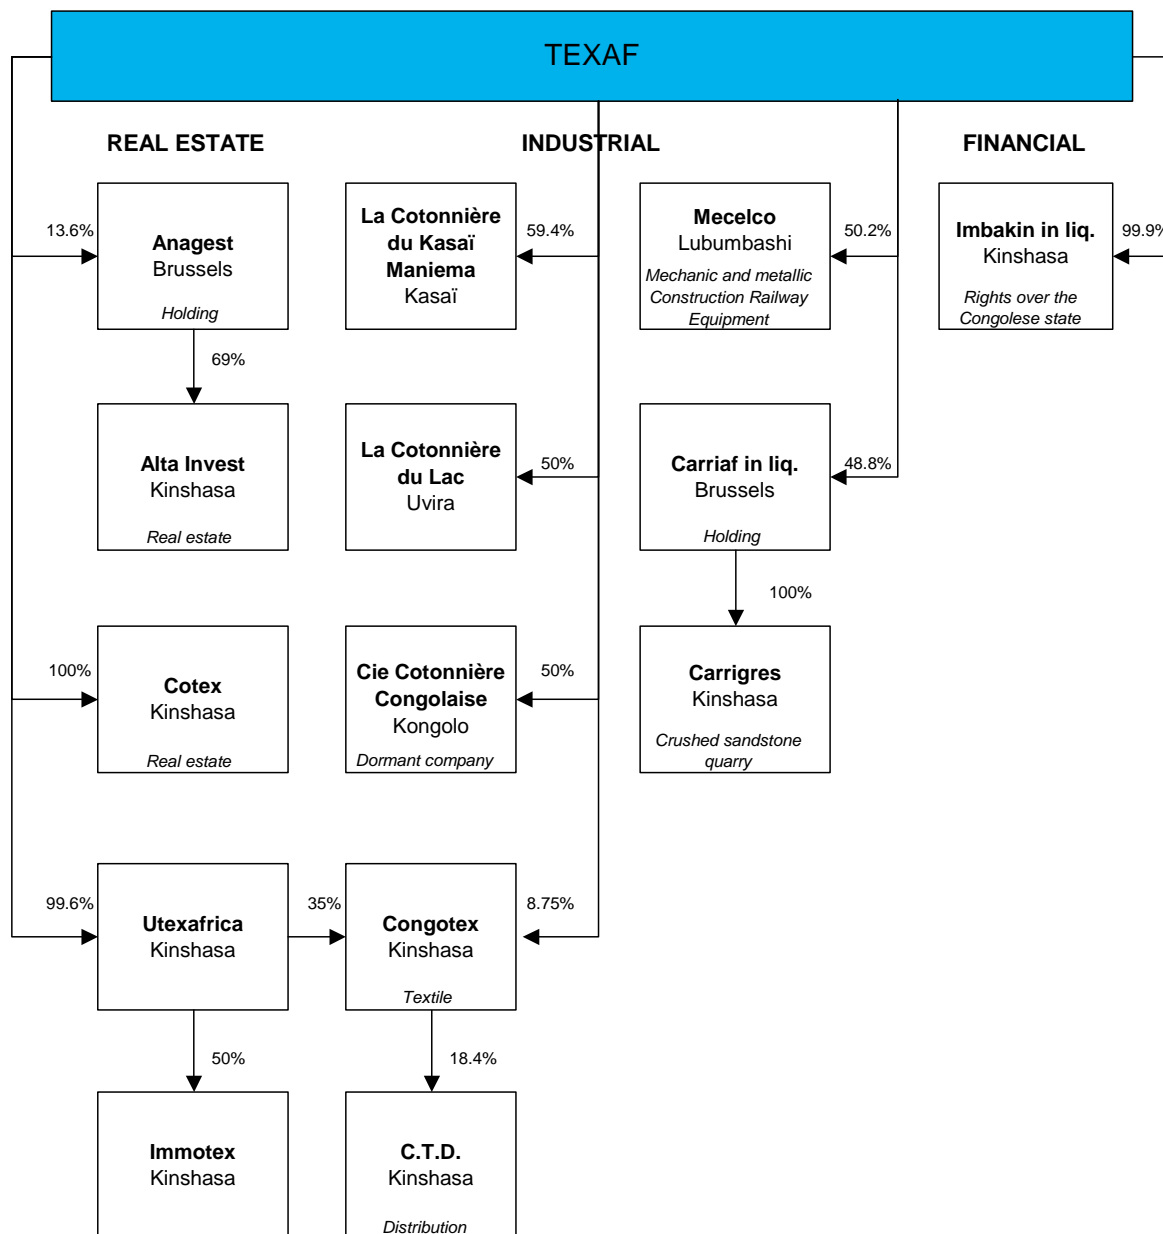 TEXAF
REAL ESTATE
INDUSTRIAL
FINANCIAL
13.6%
Anagest
Brussels
Holding
La Cotonnière
du Kasaï
Maniema
Kasaï
59.4%
Mecelco
Lubumbashi
Mechanic and metallic
Construction Railway
Equipment
50.2%
Imbakin in liq.
Kinshasa
Rights over the
Congolese state
99.9%
69%
Alta Invest
Kinshasa
Real estate
La Cotonnière
du Lac
Uvira
50%
Carriaf in liq.
Brussels
Holding
48.8%
100%
100%
Cotex
Kinshasa
Real estate
Cie Cotonnière
Congolaise
Kongolo
Dormant company
50%
Carrigres
Kinshasa
Crushed sandstone
quarry
99.6%
Utexafrica
Kinshasa
35%
Congotex
Kinshasa
Textile
8.75%
50%
18.4%
Immotex
Kinshasa
C.T.D.
Kinshasa
Distribution